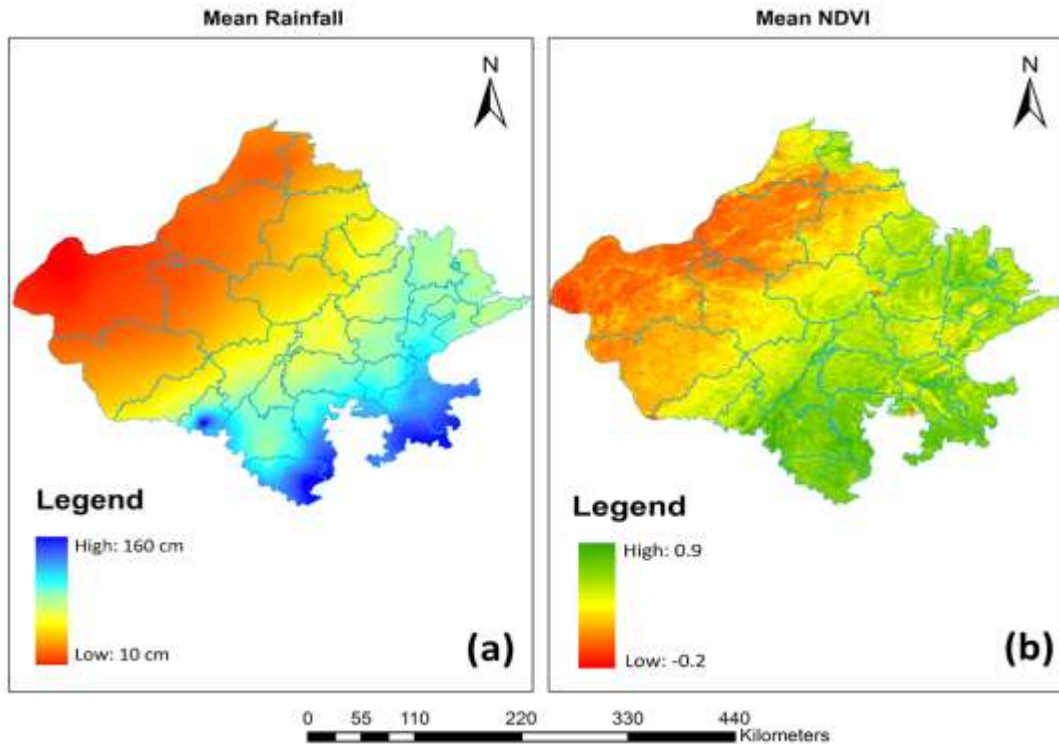 Mean Rainfall
N
Legend
High: 160 cm
Low: 10 cm
(a)
Mean NDVI
N
Legend
High: 0.9
Low: -0.2
(b)
0 55 110 220 330 440
Kilometers